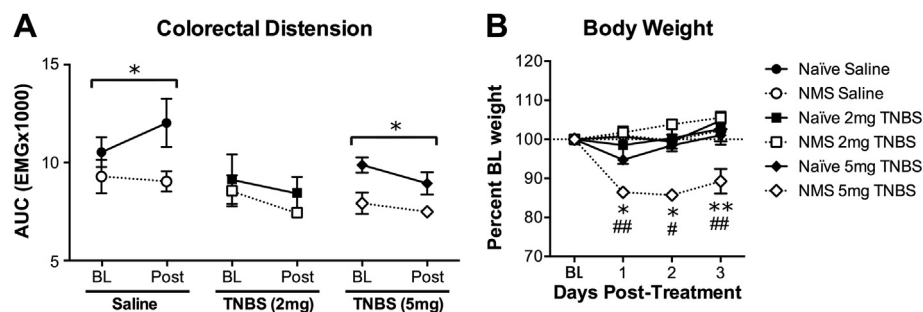 A
Colorectal Distension
AUC (EMGx1000)
15
10
5
*
*
BL Post BL Post BL Post
Saline TNBS (2mg) TNBS (5mg)
B
Body Weight
Percent BL weight
120
110
100
90
80
70
* * **
## # ##
BL 1 2 3
Days Post-Treatment
Naïve Saline
NMS Saline
Naïve 2mg TNBS
NMS 2mg TNBS
Naïve 5mg TNBS
NMS 5mg TNBS